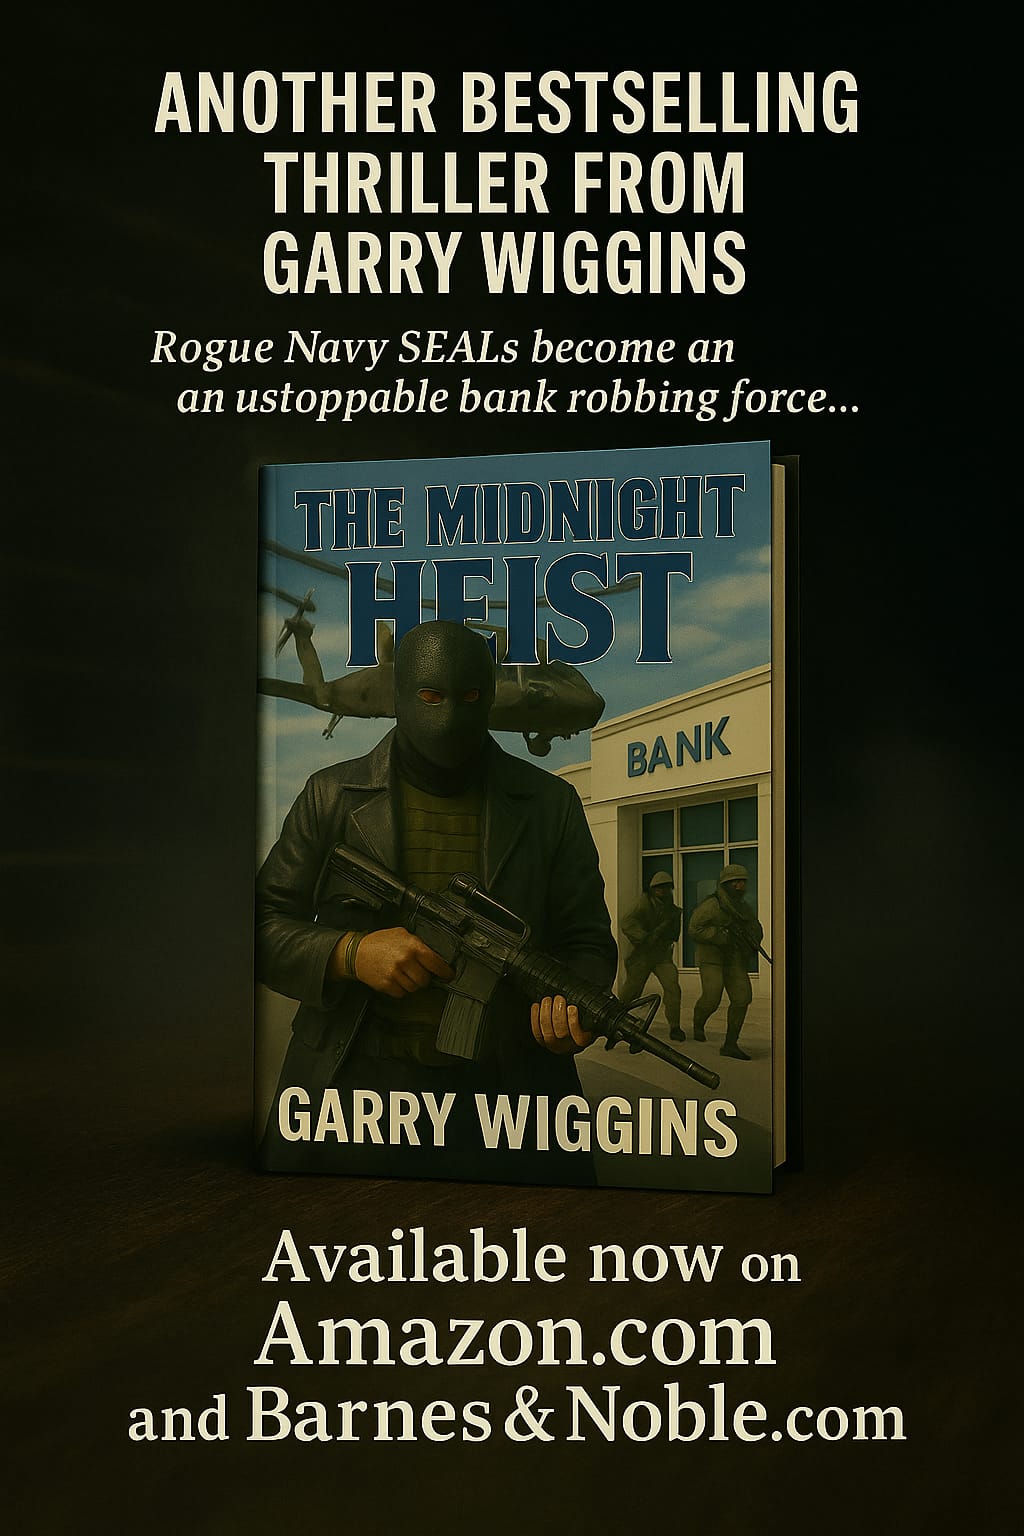 ANOTHER BESTSELLING
THRILLER FROM
GARRY WIGGINS
Rogue Navy SEALs become an
an ustoppable bank robbing force...
THE MIDNIGHT
HEIST
BANK
GARRY WIGGINS
Available now on
Amazon.com
and Barnes & Noble.com